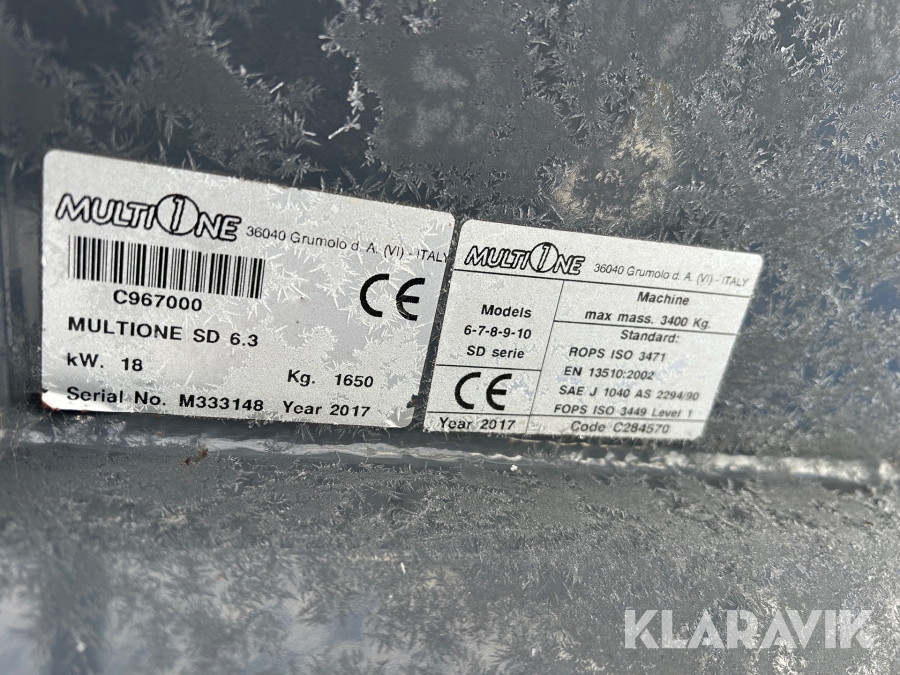 MULTIONE 36040 Grumolo d. A. (VI) - ITALY
C967000
MULTIONE SD 6.3
kW. 18 Kg. 1650
Serial No. M333148 Year 2017
CE
MULTIONE 36040 Grumolo d. A. (VI) - ITALY
Models
6-7-8-9-10
SD serie
CE
Year 2017
Machine
max mass. 3400 Kg.
Standard:
ROPS ISO 3471
EN 13510:2002
SAE J 1040 AS 2294/90
FOPS ISO 3449 Level 1
Code C284570
KLARAVIK